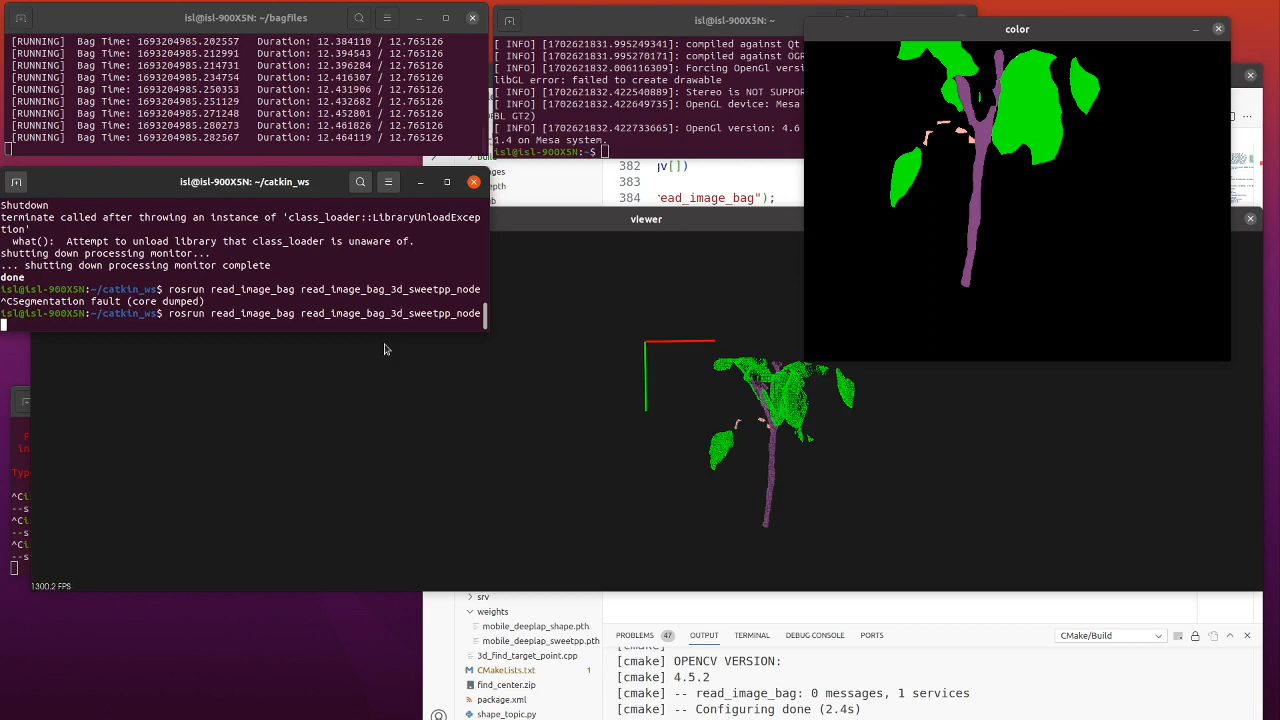 isl@isl-900X5N: ~/bagfiles
[RUNNING]  Bag Time: 1693204985.202557   Duration: 12.384110 / 12.765126
[RUNNING]  Bag Time: 1693204985.212991   Duration: 12.394543 / 12.765126
[RUNNING]  Bag Time: 1693204985.214731   Duration: 12.396284 / 12.765126
[RUNNING]  Bag Time: 1693204985.234754   Duration: 12.416307 / 12.765126
[RUNNING]  Bag Time: 1693204985.250353   Duration: 12.431906 / 12.765126
[RUNNING]  Bag Time: 1693204985.251129   Duration: 12.432682 / 12.765126
[RUNNING]  Bag Time: 1693204985.271248   Duration: 12.452801 / 12.765126
[RUNNING]  Bag Time: 1693204985.280273   Duration: 12.461826 / 12.765126
[RUNNING]  Bag Time: 1693204985.282567   Duration: 12.464119 / 12.765126
isl@isl-900X5N: ~
[ INFO] [1702621831.995249341]: compiled against Qt
[ INFO] [1702621831.995270171]: compiled against OGR
[ INFO] [1702621832.006116309]: Forcing OpenGl versi
libGL error: failed to create drawable
[ INFO] [1702621832.422540889]: Stereo is NOT SUPPOR
[ INFO] [1702621832.422649735]: OpenGL device: Mesa
BL GT2)
[ INFO] [1702621832.422733665]: OpenGl version: 4.6
1.4 on Mesa system.
isl@isl-900X5N:~$
color
382
gv[])
383
384
ead_image_bag");
isl@isl-900X5N: ~/catkin_ws
Shutdown
terminate called after throwing an instance of 'class_loader::LibraryUnloadExcep
tion'
what():  Attempt to unload library that class_loader is unaware of.
shutting down processing monitor...
... shutting down processing monitor complete
done
isl@isl-900X5N:~/catkin_ws$ rosrun read_image_bag read_image_bag_3d_sweetpp_node
^CSegmentation fault (core dumped)
isl@isl-900X5N:~/catkin_ws$ rosrun read_image_bag read_image_bag_3d_sweetpp_node
viewer
1300.2 FPS
srv
weights
mobile_deeplap_shape.pth
mobile_deeplap_sweetpp.pth
3d_find_target_point.cpp
CMakeLists.txt 1
find_center.zip
package.xml
shape_topic.py
PROBLEMS 47 OUTPUT TERMINAL DEBUG CONSOLE PORTS CMake/Build
[cmake] OPENCV VERSION:
[cmake] 4.5.2
[cmake] -- read_image_bag: 0 messages, 1 services
[cmake] -- Configuring done (2.4s)